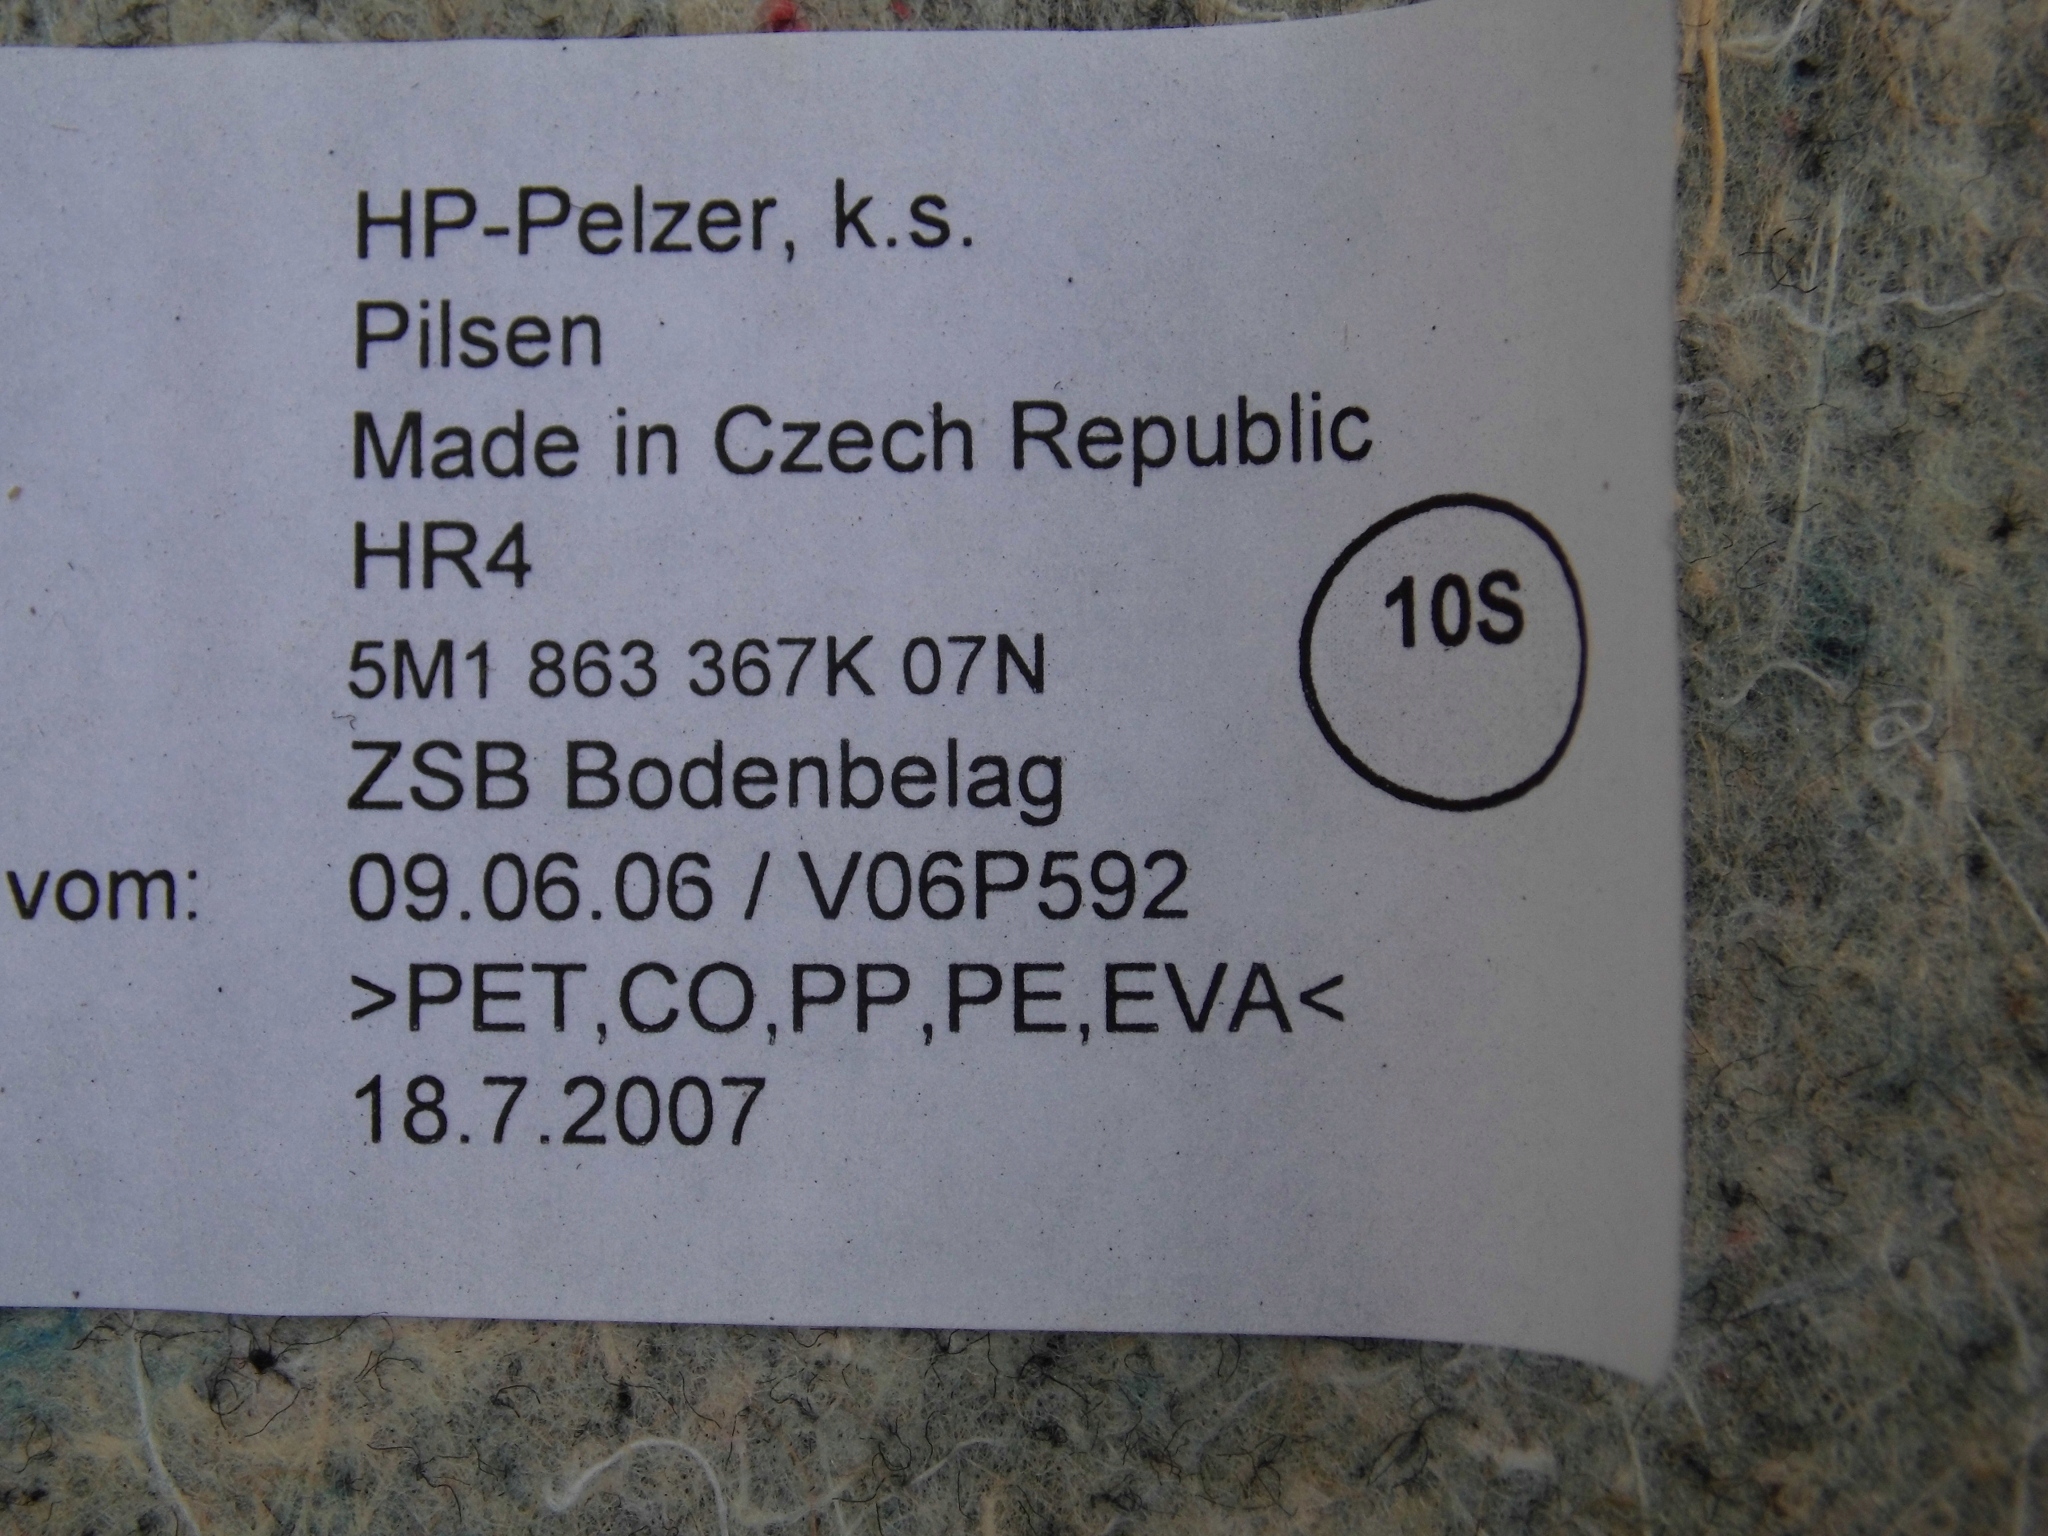 HP-Pelzer, k.s.
Pilsen
Made in Czech Republic
HR4
10S
5M1 863 367K 07N
ZSB Bodenbelag
vom: 09.06.06 / V06P592
>PET,CO,PP,PE,EVA<
18.7.2007